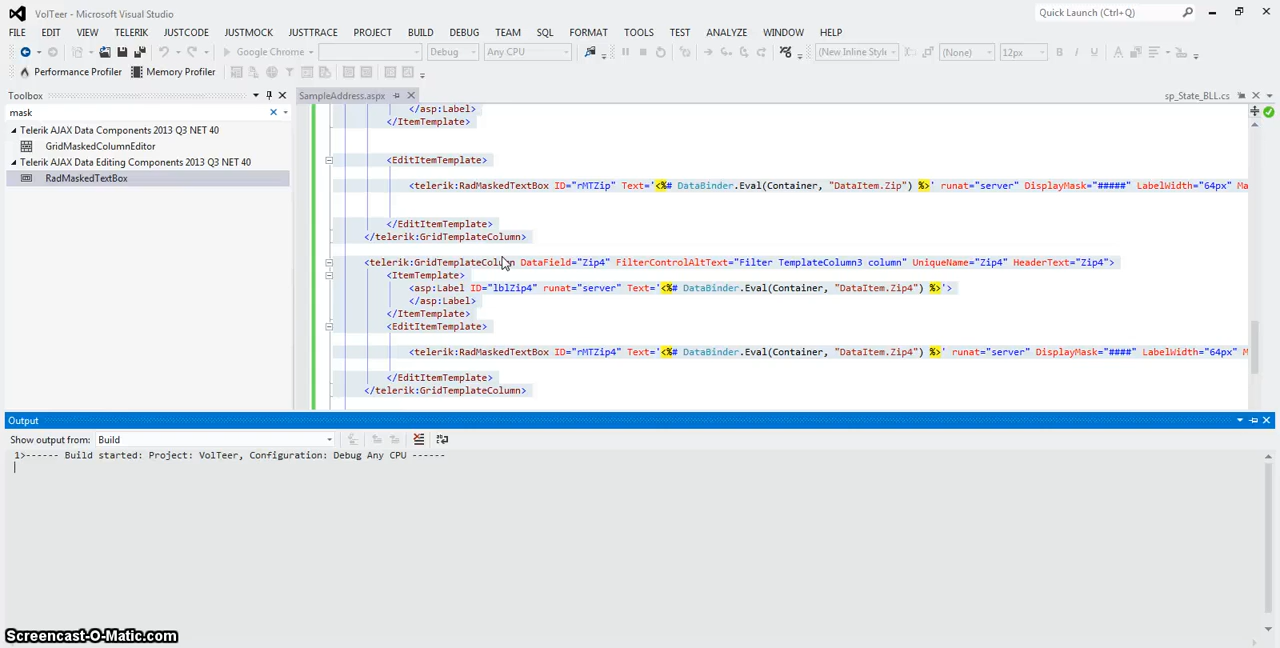 VolTeer - Microsoft Visual Studio
Quick Launch (Ctrl+Q)
FILE EDIT VIEW TELERIK JUSTCODE JUSTMOCK JUSTTRACE PROJECT BUILD DEBUG TEAM SQL FORMAT TOOLS TEST ANALYZE WINDOW HELP
Google Chrome Debug Any CPU (New Inline Style (None) 12px B I U A
Performance Profiler Memory Profiler
Toolbox SampleAddress.aspx sp_State_BLL.cs
mask
Telerik AJAX Data Components 2013 Q3 NET 40
GridMaskedColumnEditor
Telerik AJAX Data Editing Components 2013 Q3 NET 40
RadMaskedTextBox
</asp:Label>
</ItemTemplate>
<EditItemTemplate>
<telerik:RadMaskedTextBox ID="rMTZip" Text='<%# DataBinder.Eval(Container, "DataItem.Zip") %>' runat="server" DisplayMask="#####" LabelWidth="64px" Ma
</EditItemTemplate>
</telerik:GridTemplateColumn>
<telerik:GridTemplateColumn DataField="Zip4" FilterControlAltText="Filter TemplateColumn3 column" UniqueName="Zip4" HeaderText="Zip4">
<ItemTemplate>
<asp:Label ID="lblZip4" runat="server" Text='<%# DataBinder.Eval(Container, "DataItem.Zip4") %>'>
</asp:Label>
</ItemTemplate>
<EditItemTemplate>
<telerik:RadMaskedTextBox ID="rMTZip4" Text='<%# DataBinder.Eval(Container, "DataItem.Zip4") %>' runat="server" DisplayMask="####" LabelWidth="64px" M
</EditItemTemplate>
</telerik:GridTemplateColumn>
Output
Show output from: Build
1>------ Build started: Project: VolTeer, Configuration: Debug Any CPU ------
Screencast-O-Matic.com